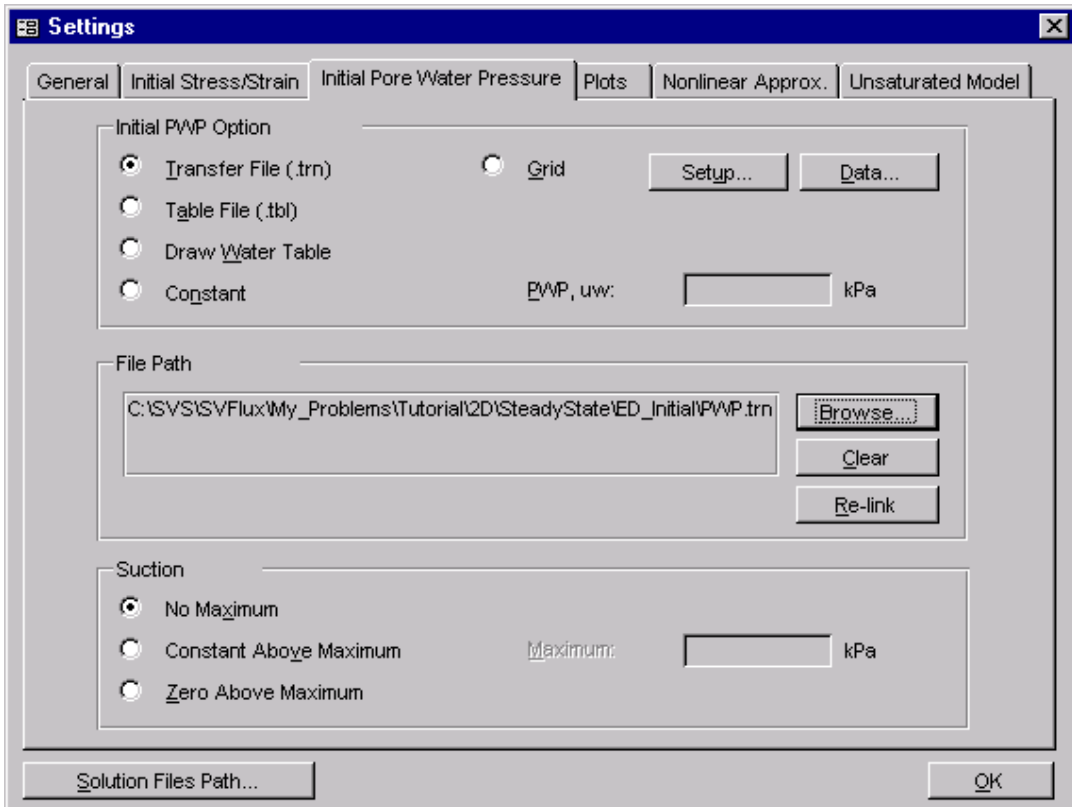 Settings
General Initial Stress/Strain Initial Pore Water Pressure Plots Nonlinear Approx. Unsaturated Model
Initial PWP Option
Transfer File (.trn) Grid Setup... Data...
Table File (.tbl)
Draw Water Table
Constant PWP, uw: kPa
File Path
C:\SVS\SVFlux\My_Problems\Tutorial\2D\SteadyState\ED_Initial\PWP.trn Browse...
Clear
Re-link
Suction
No Maximum
Constant Above Maximum Maximum: kPa
Zero Above Maximum
Solution Files Path... OK